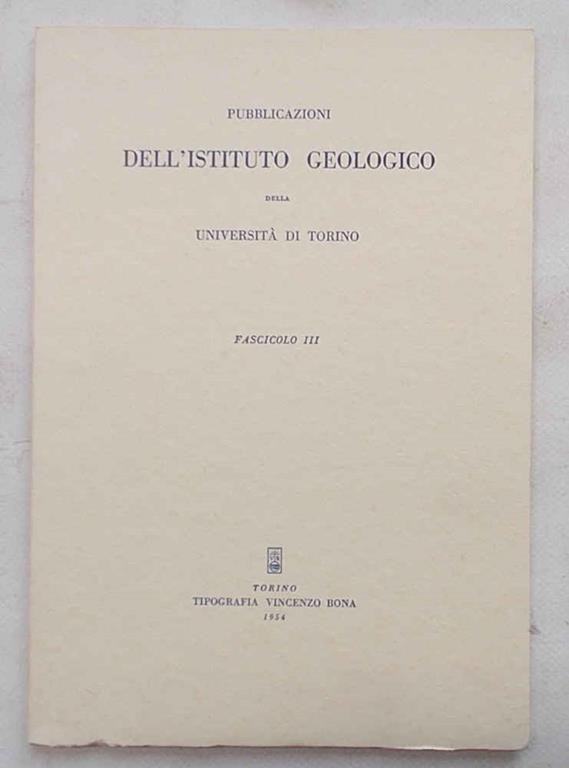 PUBBLICAZIONI
DELL'ISTITUTO GEOLOGICO
DELLA
UNIVERSITÀ DI TORINO
FASCICOLO III
TORINO
TIPOGRAFIA VINCENZO BONA
1954